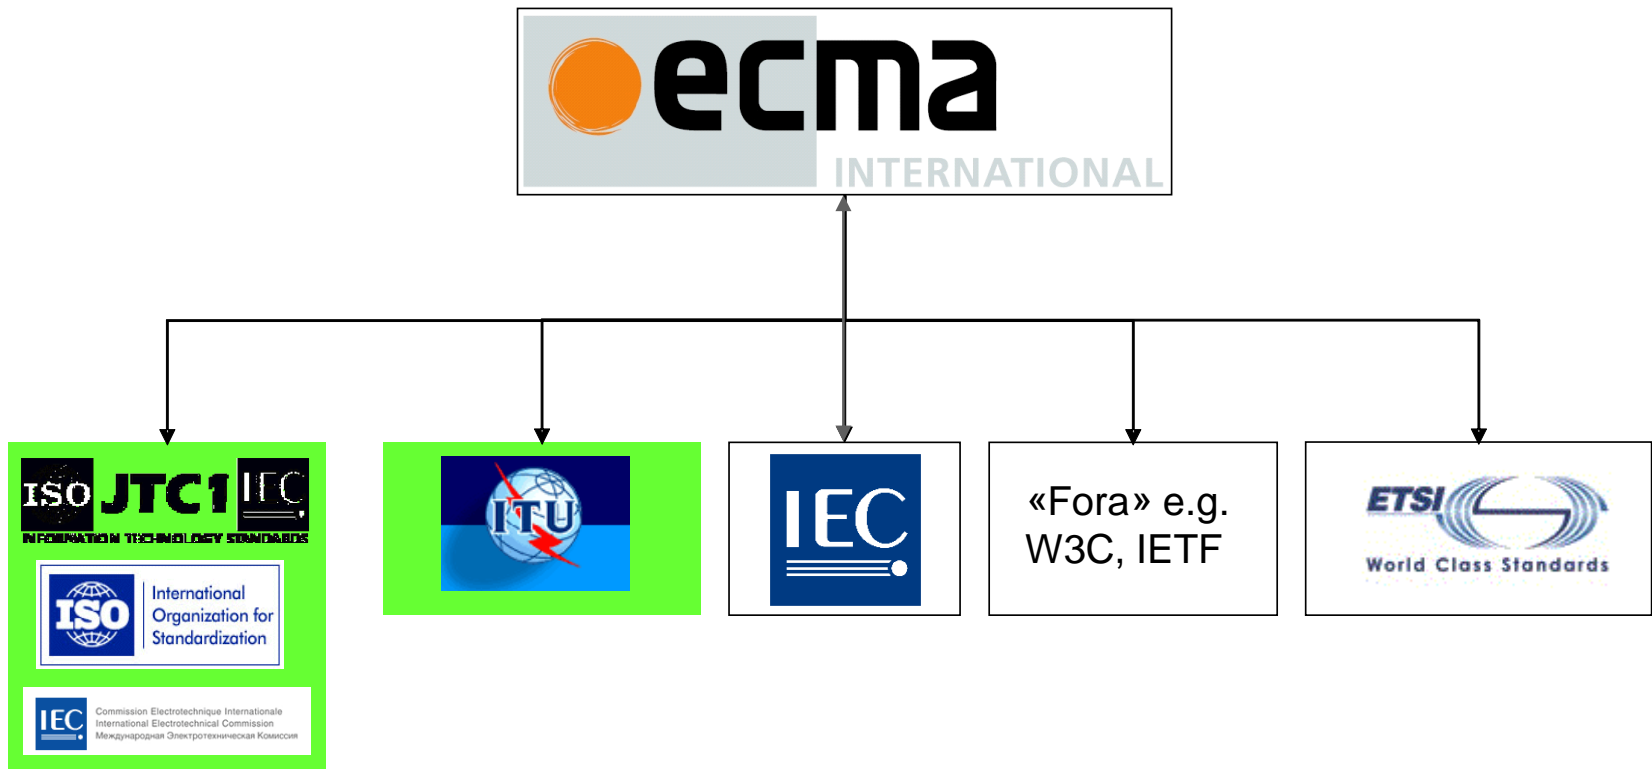 ecma
INTERNATIONAL
ISO JTC1 IEC
INFORMATION TECHNOLOGY STANDARDS
ISO
International
Organization for
Standardization
IEC
Commission Electrotechnique Internationale
International Electrotechnical Commission
Международная Электротехническая Комиссия
ITU
IEC
«Fora» e.g.
W3C, IETF
ETSI
World Class Standards